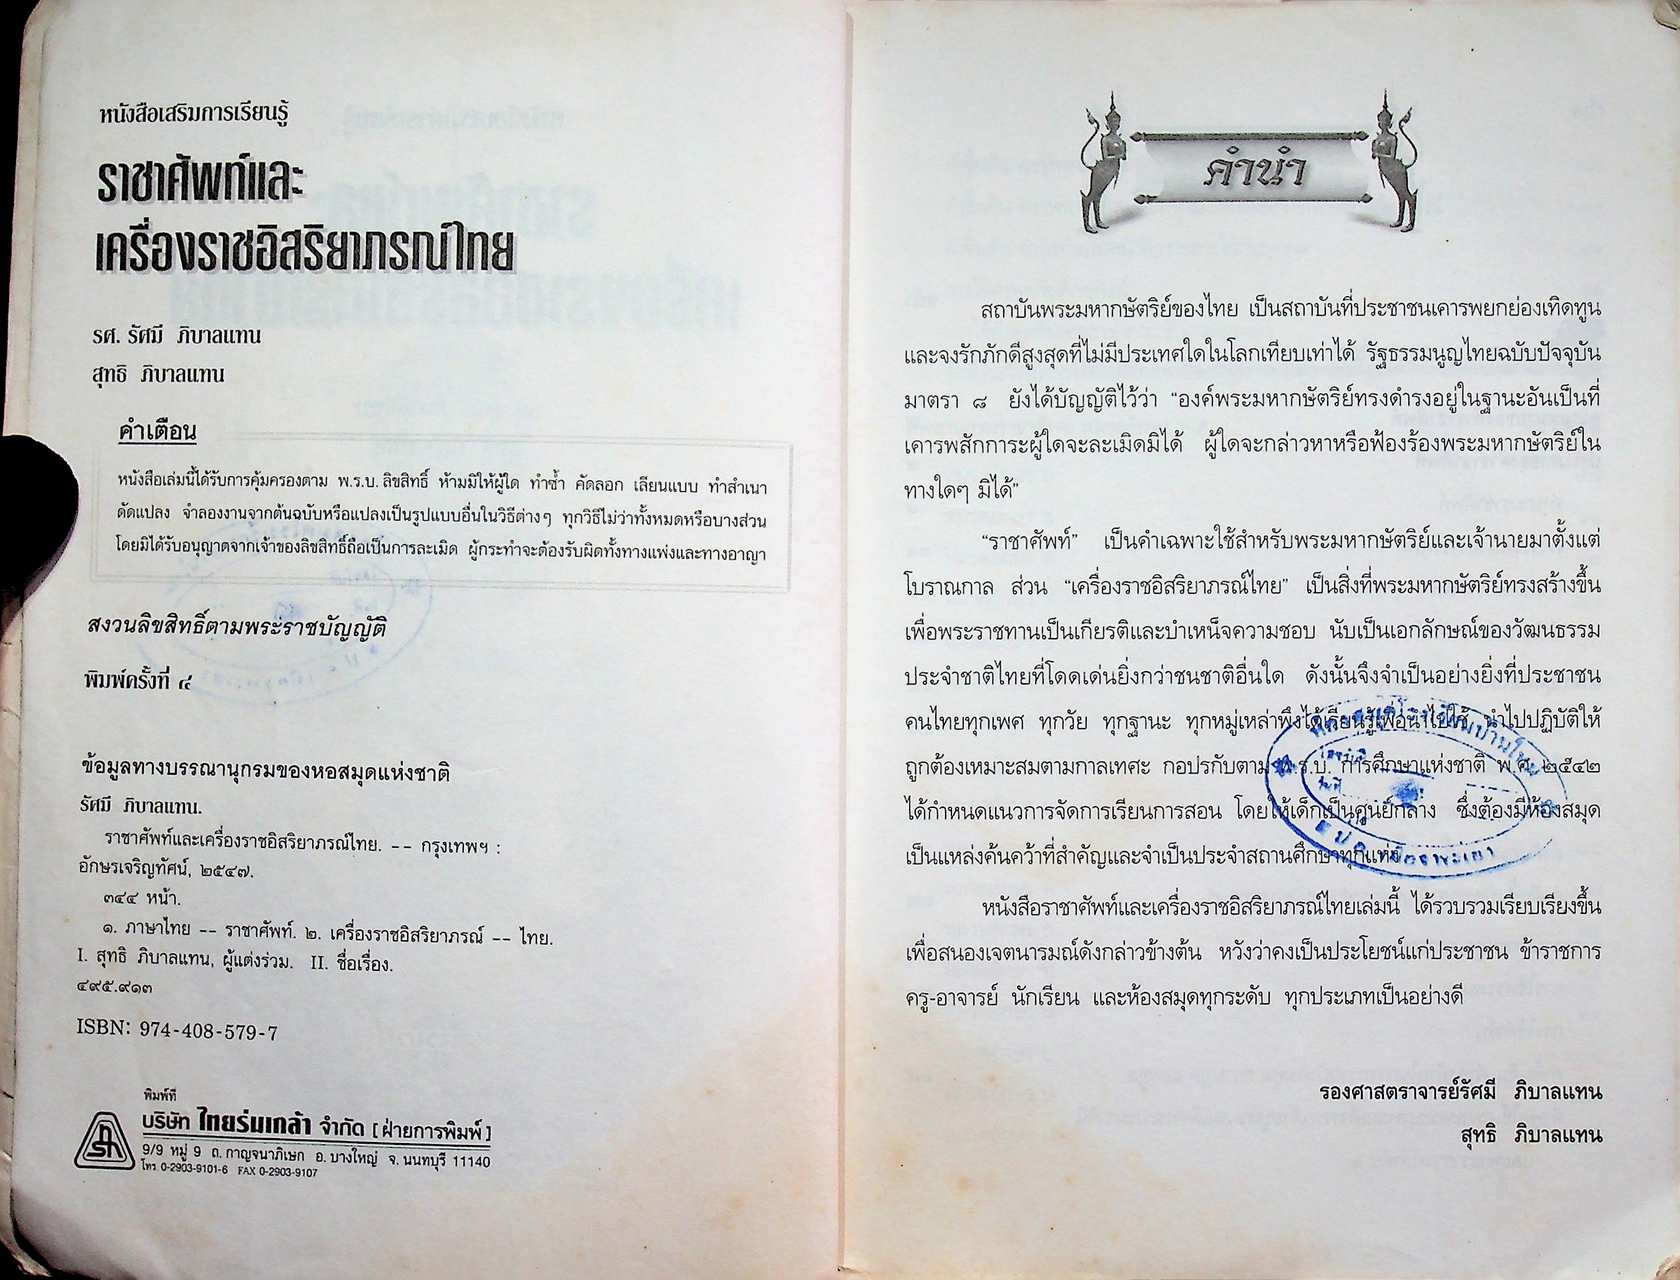 หนังสือเสริมการเรียนรู้
ราชาศัพท์และ
เครื่องราชอิสริยาภรณ์ไทย
รศ. รัศมี ภิบาลแทน
สุทธิ ภิบาลแทน
คำเตือน
หนังสือเล่มนี้ได้รับการคุ้มครองตาม พ.ร.บ. ลิขสิทธิ์ ห้ามมิให้ผู้ใด ทำซ้ำ คัดลอก เลียนแบบ ทำสำเนา
ดัดแปลง จำลองงานจากต้นฉบับหรือแปลงเป็นรูปแบบอื่นในวิธีต่างๆ ทุกวิธีไม่ว่าทั้งหมดหรือบางส่วน
โดยมิได้รับอนุญาตจากเจ้าของลิขสิทธิ์ถือเป็นการละเมิด ผู้กระทำจะต้องรับผิดทั้งทางแพ่งและทางอาญา
สงวนลิขสิทธิ์ตามพระราชบัญญัติ
พิมพ์ครั้งที่ ๔
ข้อมูลทางบรรณานุกรมของหอสมุดแห่งชาติ
รัศมี ภิบาลแทน.
ราชาศัพท์และเครื่องราชอิสริยาภรณ์ไทย. -- กรุงเทพฯ :
อักษรเจริญทัศน์, ๒๕๔๗.
๓๔๔ หน้า.
๑. ภาษาไทย -- ราชาศัพท์. ๒. เครื่องราชอิสริยาภรณ์ -- ไทย.
I. สุทธิ ภิบาลแทน, ผู้แต่งร่วม. II. ชื่อเรื่อง.
๔๙๕.๙๑๓
ISBN: 974-408-579-7
พิมพ์ที่
บริษัท ไทยร่มเกล้า จำกัด [ฝ่ายการพิมพ์]
9/9 หมู่ 9 ถ. กาญจนาภิเษก อ. บางใหญ่ จ. นนทบุรี 11140
โทร 0-2903-9101-6 FAX 0-2903-9107
คำนำ
สถาบันพระมหากษัตริย์ของไทย เป็นสถาบันที่ประชาชนเคารพยกย่องเทิดทูน
และจงรักภักดีสูงสุดที่ไม่มีประเทศใดในโลกเทียบเท่าได้ รัฐธรรมนูญไทยฉบับปัจจุบัน
มาตรา ๘ ยังได้บัญญัติไว้ว่า “องค์พระมหากษัตริย์ทรงดำรงอยู่ในฐานะอันเป็นที่
เคารพสักการะผู้ใดจะละเมิดมิได้ ผู้ใดจะกล่าวหาหรือฟ้องร้องพระมหากษัตริย์ใน
ทางใดๆ มิได้”
“ราชาศัพท์” เป็นคำเฉพาะใช้สำหรับพระมหากษัตริย์และเจ้านายมาตั้งแต่
โบราณกาล ส่วน “เครื่องราชอิสริยาภรณ์ไทย” เป็นสิ่งที่พระมหากษัตริย์ทรงสร้างขึ้น
เพื่อพระราชทานเป็นเกียรติและบำเหน็จความชอบ นับเป็นเอกลักษณ์ของวัฒนธรรม
ประจำชาติไทยที่โดดเด่นยิ่งกว่าชนชาติอื่นใด ดังนั้นจึงจำเป็นอย่างยิ่งที่ประชาชน
คนไทยทุกเพศ ทุกวัย ทุกฐานะ ทุกหมู่เหล่าพึงได้เรียนรู้เพื่อนำไปใช้ นำไปปฏิบัติให้
ถูกต้องเหมาะสมตามกาลเทศะ กอปรกับตาม พ.ร.บ. การศึกษาแห่งชาติ พ.ศ. ๒๕๔๒
ได้กำหนดแนวการจัดการเรียนการสอน โดยให้เด็กเป็นศูนย์กลาง ซึ่งต้องมีห้องสมุด
เป็นแหล่งค้นคว้าที่สำคัญและจำเป็นประจำสถานศึกษาทุกแห่ง
หนังสือราชาศัพท์และเครื่องราชอิสริยาภรณ์ไทยเล่มนี้ ได้รวบรวมเรียบเรียงขึ้น
เพื่อสนองเจตนารมณ์ดังกล่าวข้างต้น หวังว่าคงเป็นประโยชน์แก่ประชาชน ข้าราชการ
ครู-อาจารย์ นักเรียน และห้องสมุดทุกระดับ ทุกประเภทเป็นอย่างดี
รองศาสตราจารย์รัศมี ภิบาลแทน
สุทธิ ภิบาลแทน